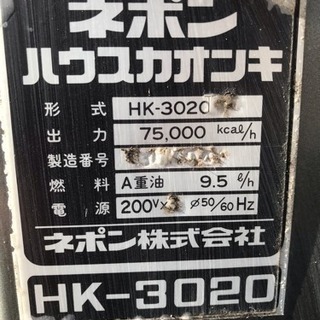 ネポン
ハウスカオンキ
形式 HK-3020
出力 75,000 kcal/h
製造番号
燃料 A重油 9.5 ℓ/h
電源 200V× ø50/60Hz
ネポン株式会社
HK-3020